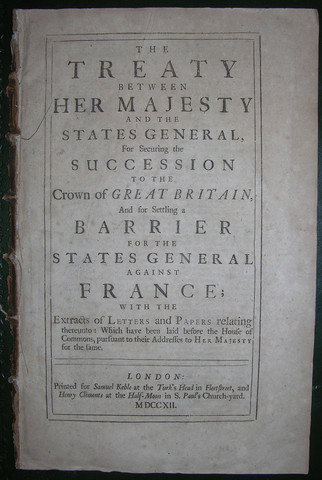 THE
TREATY
BETWEEN
HER MAJESTY
AND THE
STATES GENERAL,
For Securing the
SUCCESSION
TO THE
Crown of GREAT BRITAIN,
And for Settling a
BARRIER
FOR THE
STATES GENERAL
AGAINST
FRANCE;
WITH THE
Extracts of LETTERS and PAPERS relating
thereunto: Which have been laid before the House of
Commons, pursuant to their Addresses to HER MAJESTY
for the same.
LONDON:
Printed for Samuel Keble at the Turk's Head in Fleetstreet, and
Henry Clements at the Half-Moon in S. Paul's Church-yard.
MDCCXII.